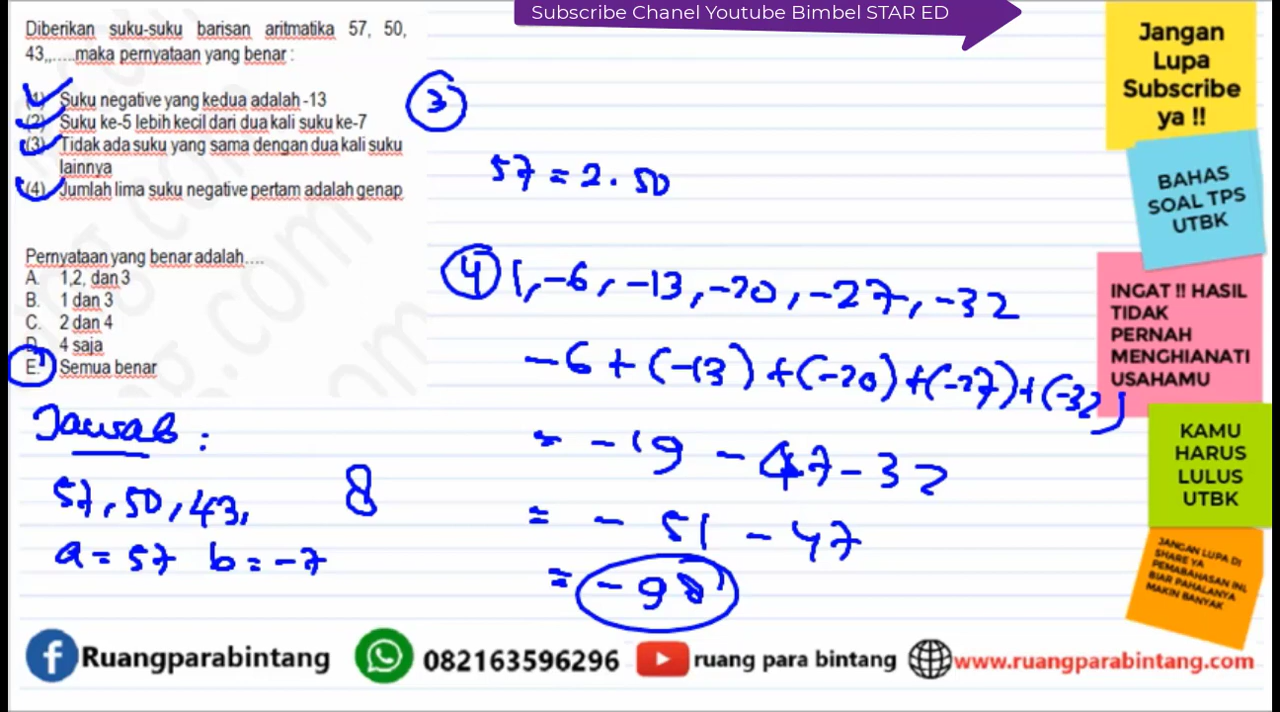 Subscribe Chanel Youtube Bimbel STAR ED
Diberikan suku-suku barisan aritmatika 57, 50,
43,,.....maka pernyataan yang benar :
(1) Suku negative yang kedua adalah -13
(2) Suku ke-5 lebih kecil dari dua kali suku ke-7
(3) Tidak ada suku yang sama dengan dua kali suku
lainnya
(4) Jumlah lima suku negative pertam adalah genap
Pernyataan yang benar adalah....
A. 1,2, dan 3
B. 1 dan 3
C. 2 dan 4
D. 4 saja
E. Semua benar
Jawab :
57, 50, 43,
8
a = 57 b = -7
3
57 = 2. 50
4 1, -6, -13, -20, -27, -32
-6 + (-13) + (-20) + (-27) + (-32)
= -19 - 47 - 32
= - 51 - 47
= - 98
Jangan
Lupa
Subscribe
ya !!
BAHAS
SOAL TPS
UTBK
INGAT !! HASIL
TIDAK
PERNAH
MENGHIANATI
USAHAMU
KAMU
HARUS
LULUS
UTBK
JANGAN LUPA DI
SHARE YA
PEMABAHASAN INI,
BIAR PAHALANYA
MAKIN BANYAK
Ruangparabintang
082163596296
ruang para bintang
www.ruangparabintang.com